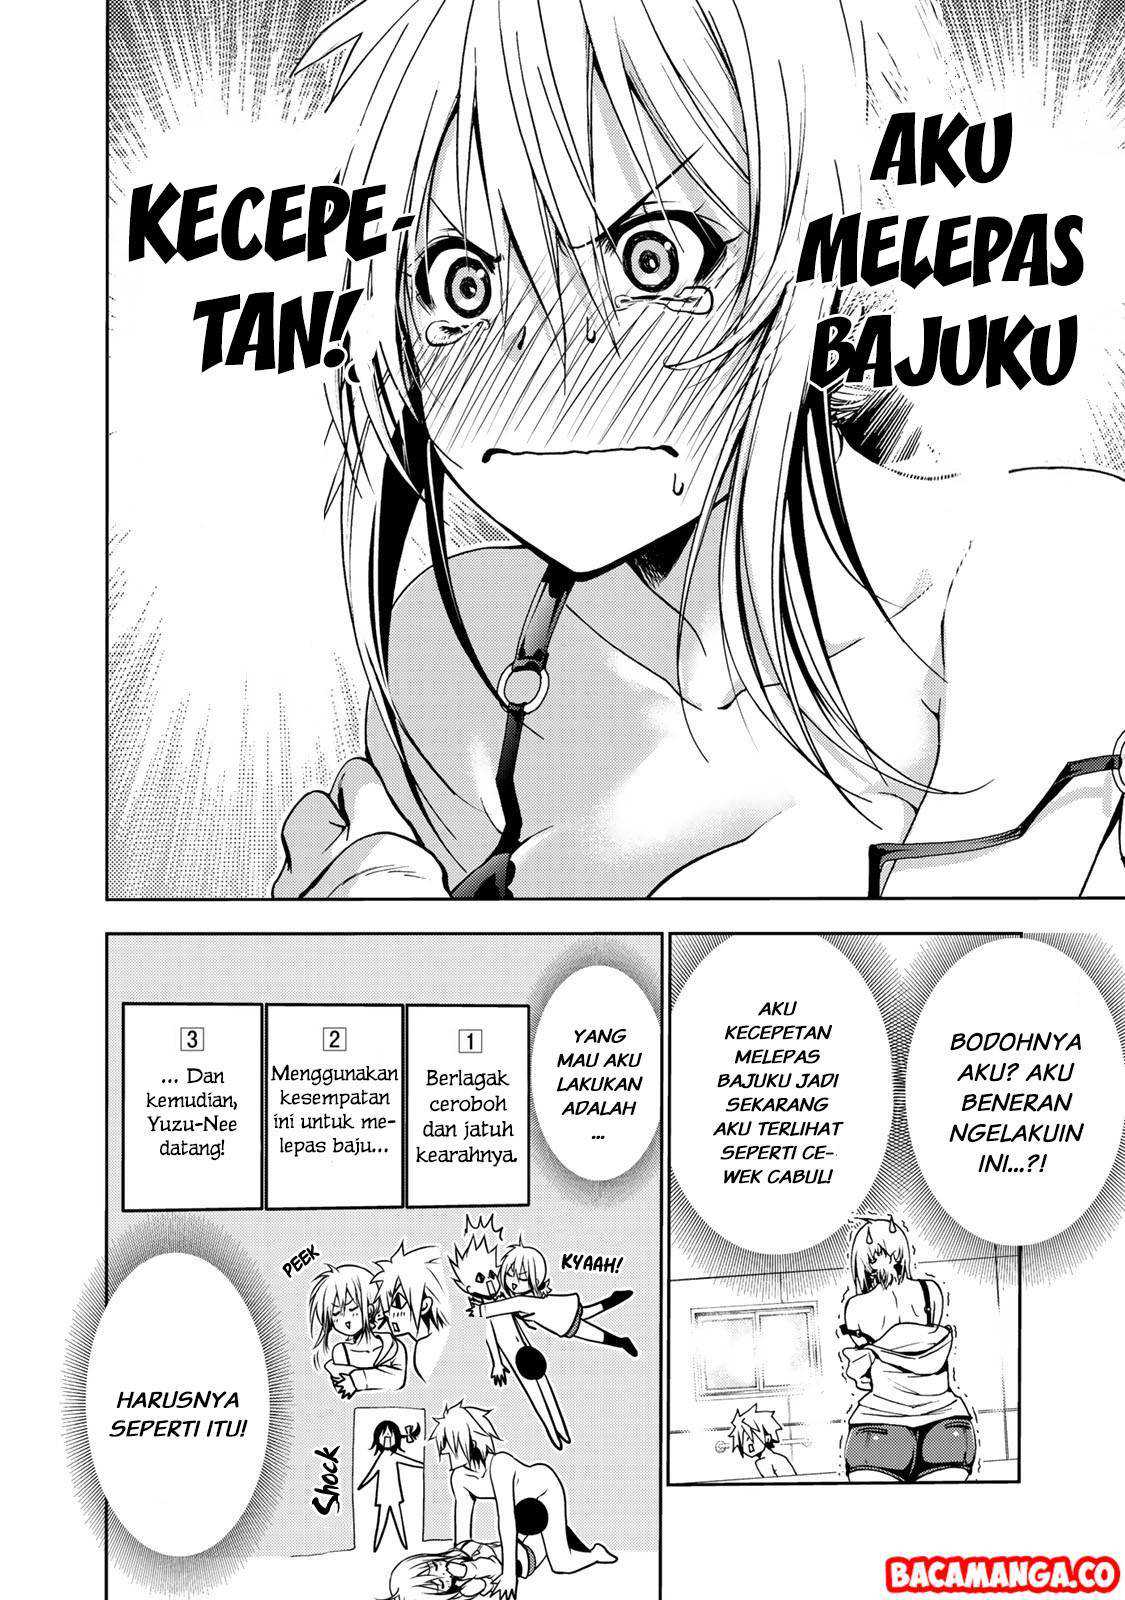 AKU
MELEPAS
BAJUKU
KECEPE-
TAN!
BODOHNYA
AKU? AKU
BENERAN
NGELAKUIN
INI...?!
AKU
KECEPETAN
MELEPAS
BAJUKU JADI
SEKARANG
AKU TERLIHAT
SEPERTI CE-
WEK CABUL!
YANG
MAU AKU
LAKUKAN
ADALAH
...
1
Berlagak
ceroboh
dan jatuh
kearahnya.
2
Menggunakan
kesempatan
ini untuk me-
lepas baju...
3
... Dan
kemudian,
Yuzu-Nee
datang!
KYAAH!
PEEK
Shock
HARUSNYA
SEPERTI ITU!
BACAMANGA.CO